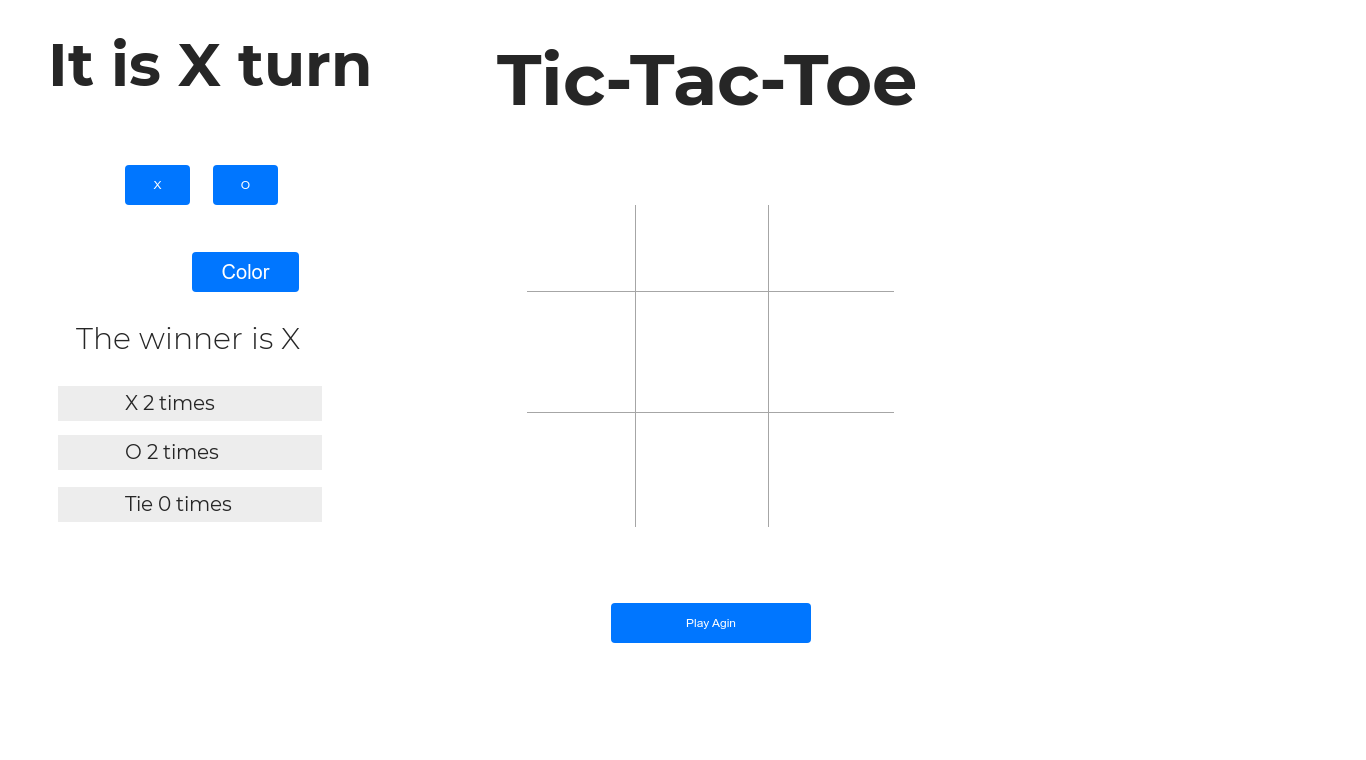 It is X turn
Tic-Tac-Toe
X
O
Color
The winner is X
X 2 times
O 2 times
Tie 0 times
Play Agin